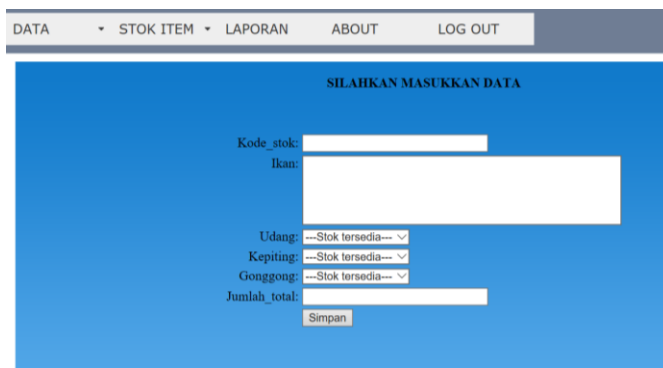 DATA STOK ITEM LAPORAN ABOUT LOG OUT
SILAHKAN MASUKKAN DATA
Kode_stok:
Ikan:
Udang: ---Stok tersedia---
Kepiting: ---Stok tersedia---
Gonggong: ---Stok tersedia---
Jumlah_total:
Simpan